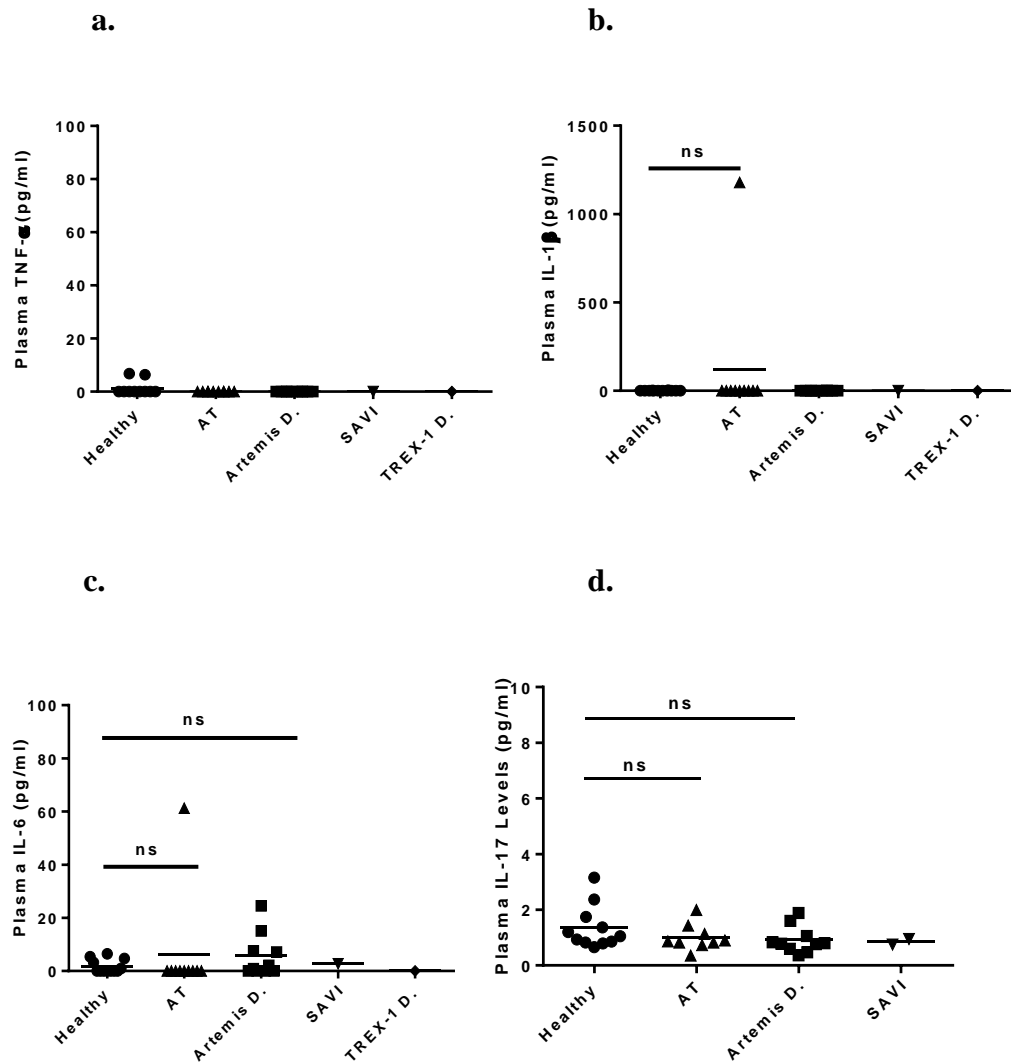 a.
b.
Plasma TNF-α (pg/ml)
100
80
60
40
20
0
Healthy
AT
Artemis D.
SAVI
TREX-1 D.
Plasma IL-1β (pg/ml)
1500
1000
500
0
ns
Healhty
AT
Artemis D.
SAVI
TREX-1 D.
c.
d.
Plasma IL-6 (pg/ml)
100
80
60
40
20
0
ns
ns
Healthy
AT
Artemis D.
SAVI
TREX-1 D.
Plasma IL-17 Levels (pg/ml)
10
8
6
4
2
0
ns
ns
Healthy
AT
Artemis D.
SAVI